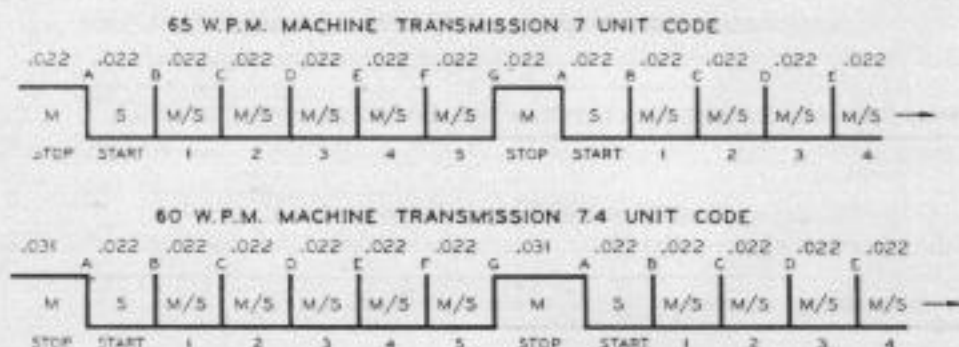 65 W.P.M. MACHINE TRANSMISSION 7 UNIT CODE
.022 .022 .022 .022 .022 .022 .022 .022 .022 .022 .022 .022 .022
A B C D E F G A B C D E
M S M/S M/S M/S M/S M/S M S M/S M/S M/S M/S
STOP START 1 2 3 4 5 STOP START 1 2 3 4
60 W.P.M. MACHINE TRANSMISSION 7.4 UNIT CODE
.031 .022 .022 .022 .022 .022 .022 .031 .022 .022 .022 .022 .022
A B C D E F G A B C D E
M S M/S M/S M/S M/S M/S M S M/S M/S M/S M/S
STOP START 1 2 3 4 5 STOP START 1 2 3 4